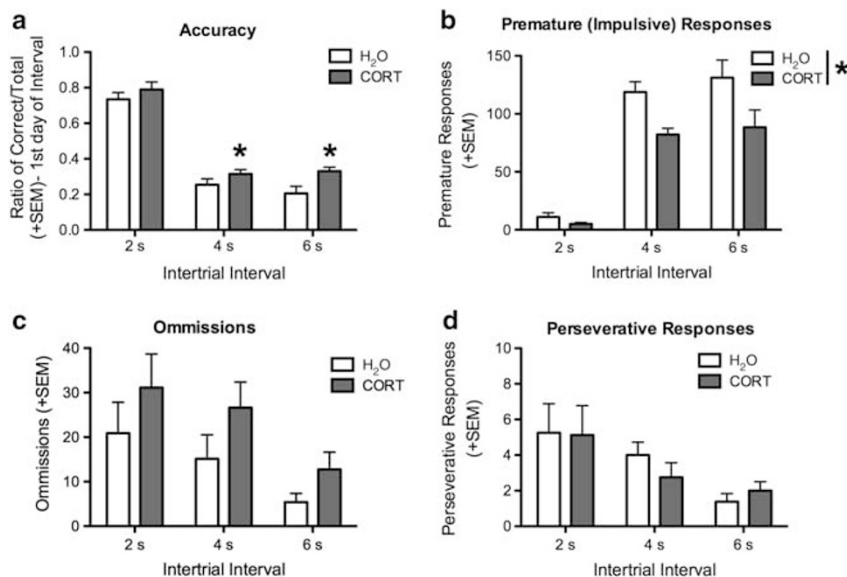 a
Accuracy
Ratio of Correct/Total
(+SEM)- 1st day of Interval
1.0
0.8
0.6
0.4
0.2
0.0
H₂O
CORT
*
*
2 s
4 s
6 s
Intertrial Interval
b
Premature (Impulsive) Responses
Premature Responses
(+SEM)
150
100
50
0
H₂O
CORT
*
2 s
4 s
6 s
Intertrial Interval
c
Ommissions
Ommissions (+SEM)
40
30
20
10
0
H₂O
CORT
2 s
4 s
6 s
Intertrial Interval
d
Perseverative Responses
Perseverative Responses
(+SEM)
10
8
6
4
2
0
H₂O
CORT
2 s
4 s
6 s
Intertrial Interval